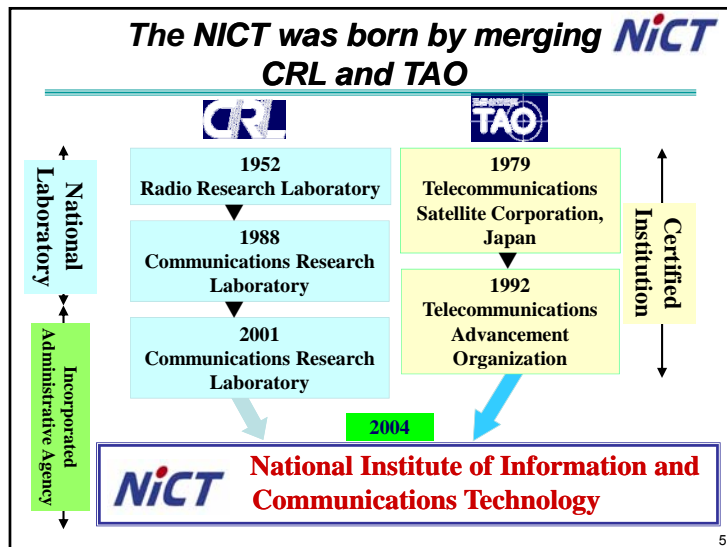 The NICT was born by merging NiCT
CRL and TAO
CRL
TAO
National
Laboratory
Incorporated
Administrative Agency
1952
Radio Research Laboratory
1988
Communications Research
Laboratory
2001
Communications Research
Laboratory
1979
Telecommunications
Satellite Corporation,
Japan
1992
Telecommunications
Advancement
Organization
Certified
Institution
2004
NiCT
National Institute of Information and
Communications Technology
5